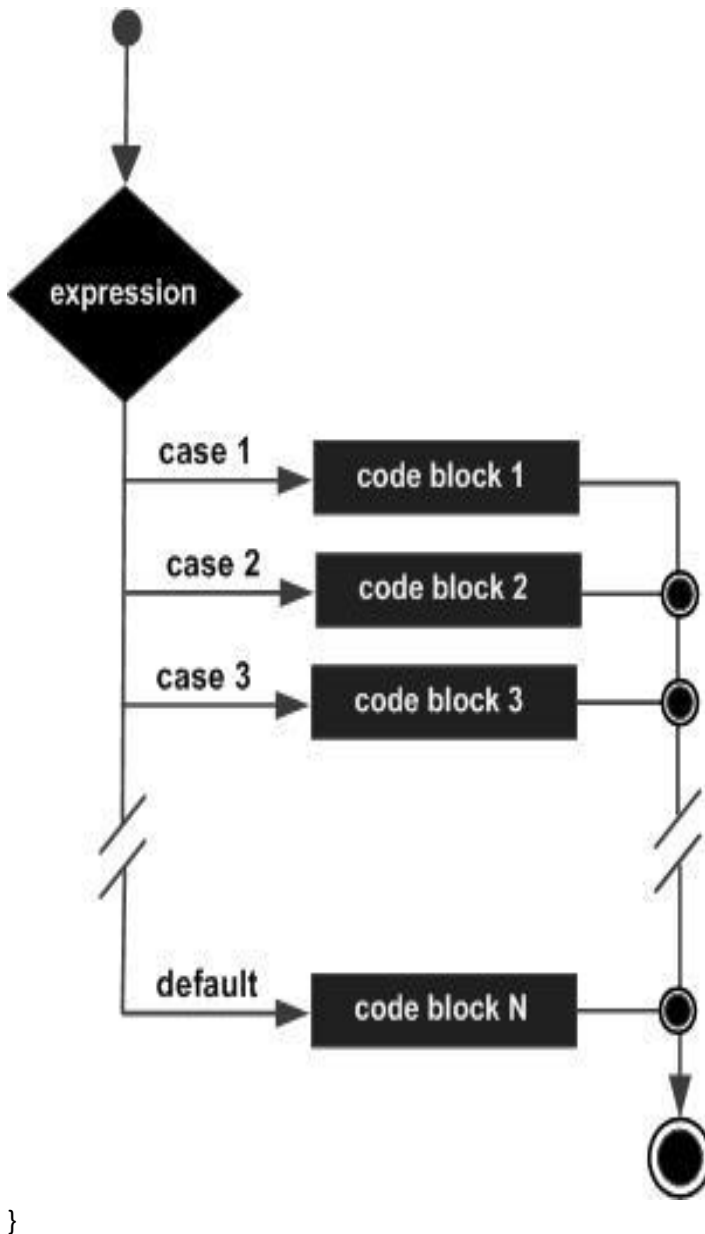 expression
case 1
code block 1
case 2
code block 2
case 3
code block 3
default
code block N
}